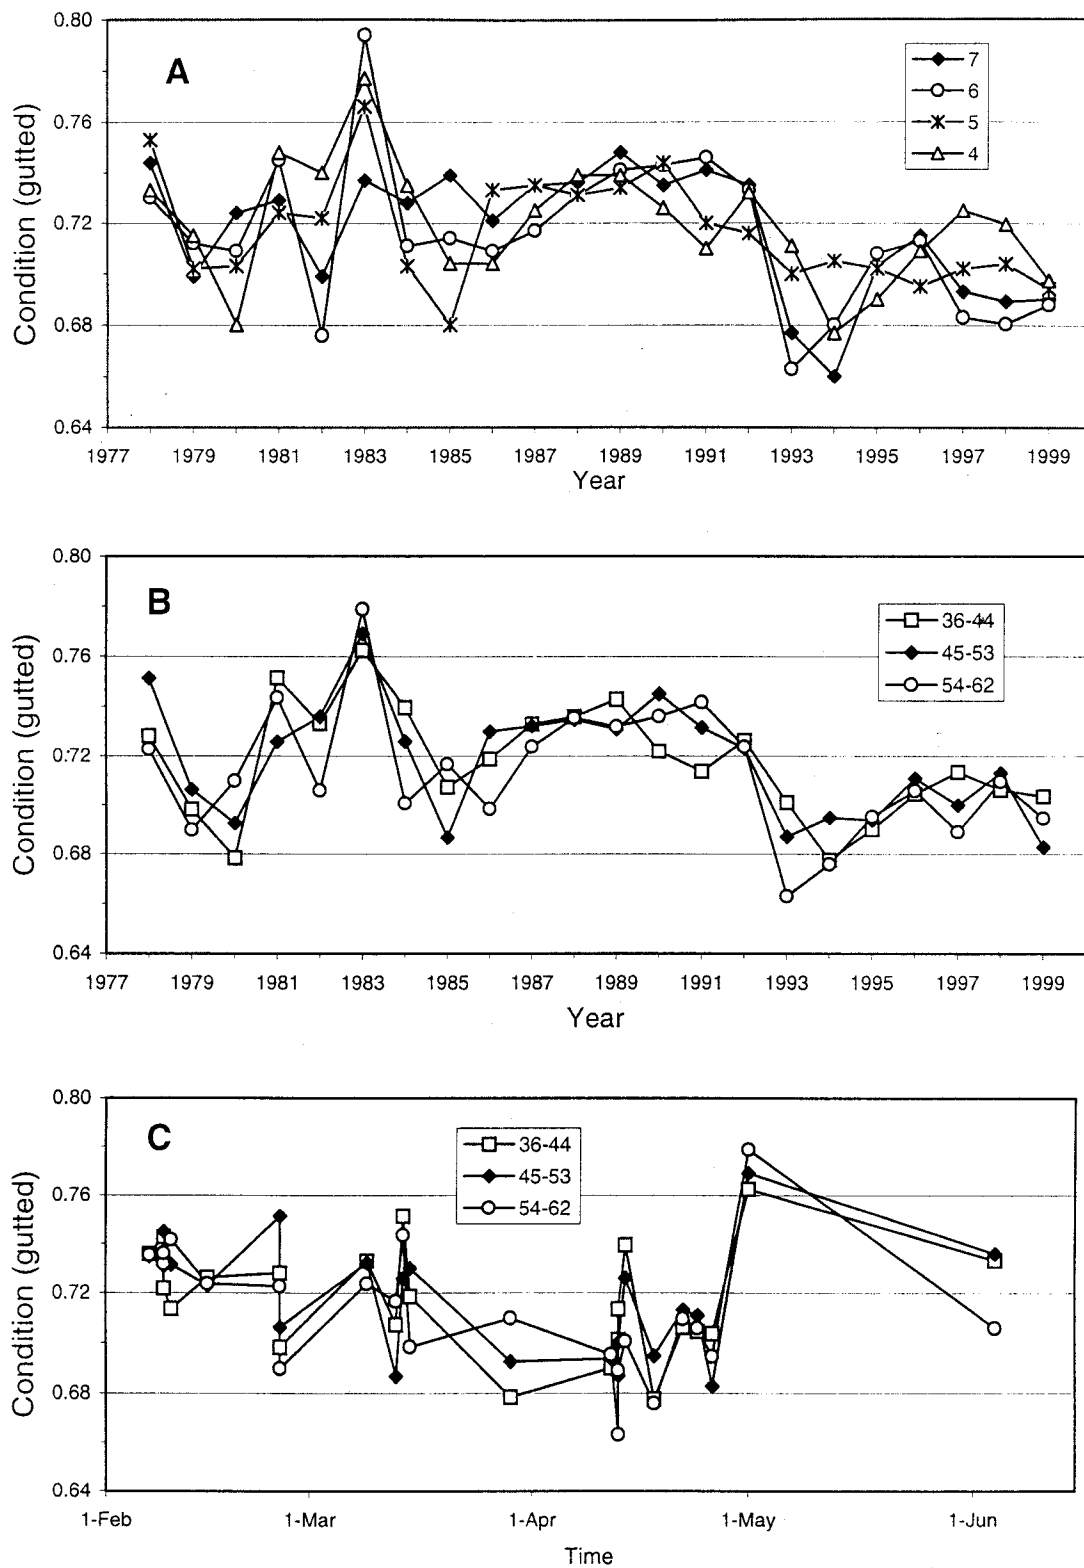 0.80
A
7
6
5
4
0.76
0.72
0.68
0.64
Condition (gutted)
1977 1979 1981 1983 1985 1987 1989 1991 1993 1995 1997 1999
Year
0.80
B
36-44
45-53
54-62
0.76
0.72
0.68
0.64
Condition (gutted)
1977 1979 1981 1983 1985 1987 1989 1991 1993 1995 1997 1999
Year
0.80
C
36-44
45-53
54-62
0.76
0.72
0.68
0.64
Condition (gutted)
1-Feb 1-Mar 1-Apr 1-May 1-Jun
Time